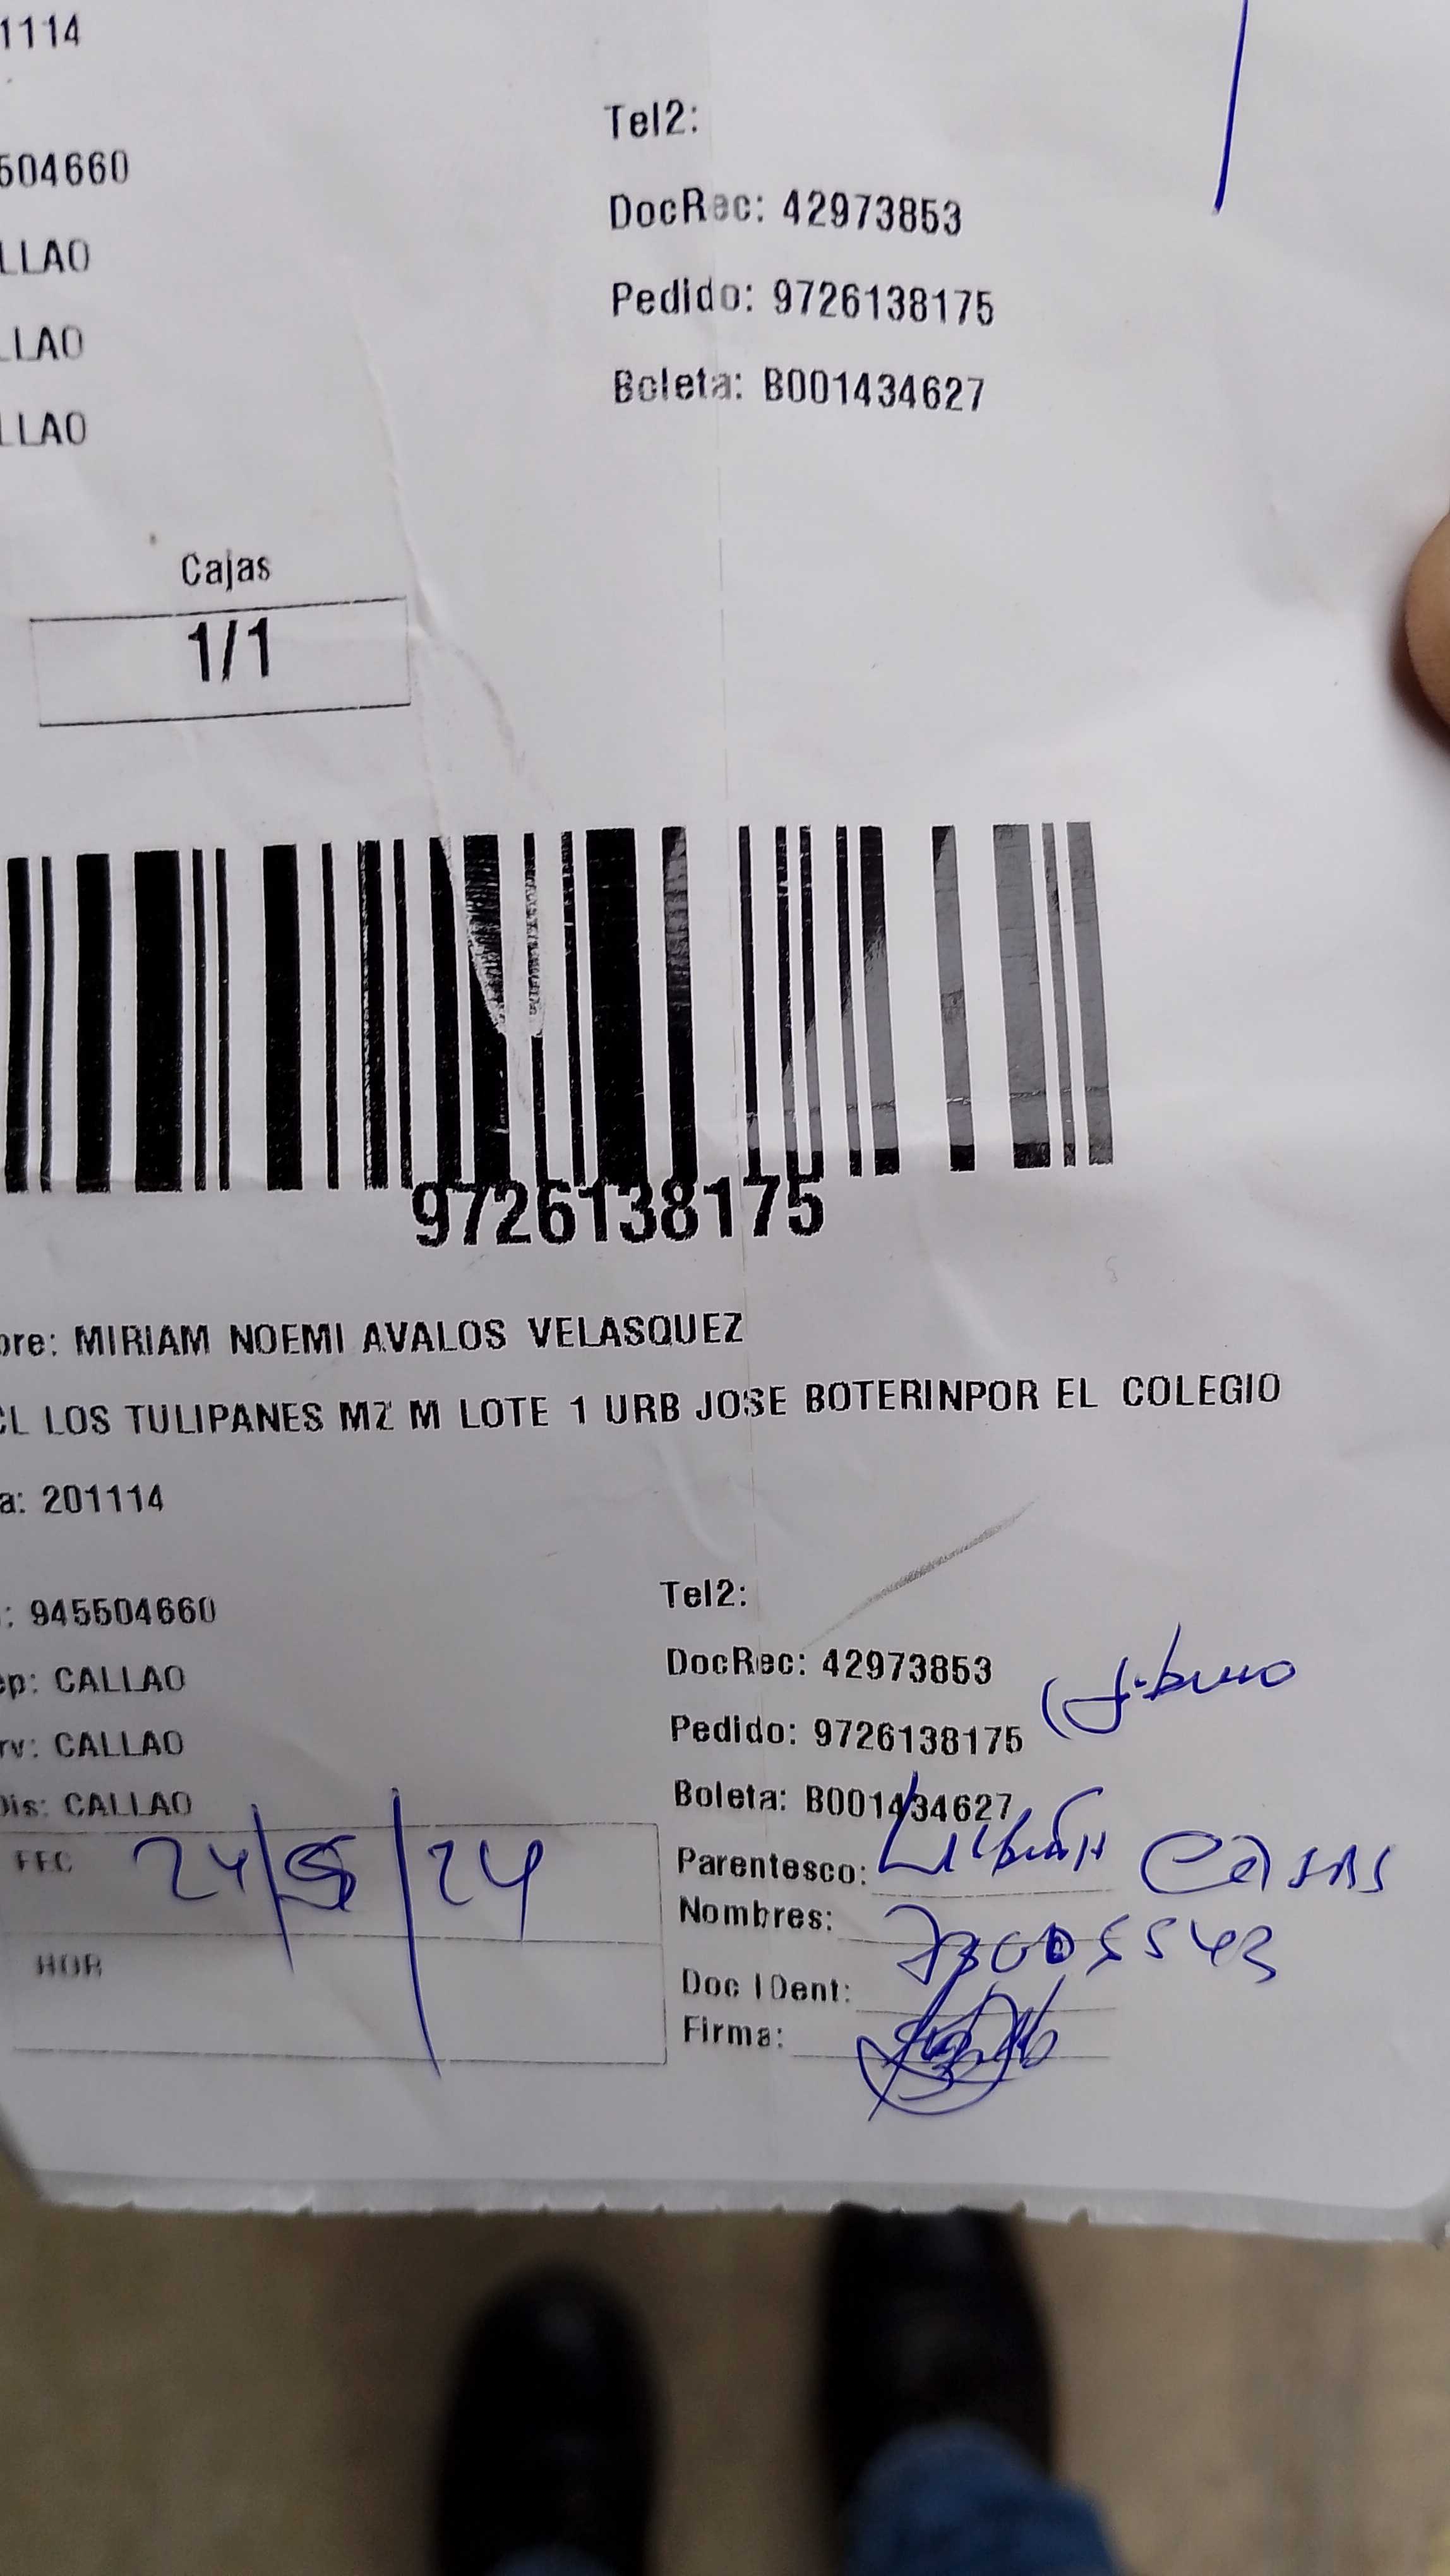 1114
Tel2:
504660
DocRec: 42973853
LLAO
Pedido: 9726138175
LLAO
Boleta: B001434627
LLAO
Cajas
1/1
9726138175
bre: MIRIAM NOEMI AVALOS VELASQUEZ
CL LOS TULIPANES MZ M LOTE 1 URB JOSE BOTERINPOR EL COLEGIO
a: 201114
Tel2:
: 945504660
DocRec: 42973853
ep: CALLAO
Pedido: 9726138175
rv: CALLAO
Boleta: B001434627
Dis: CALLAO
FEC 24/5/24
Parentesco: CASAS
Nombres:
HOR
Doc IDent:
Firma: